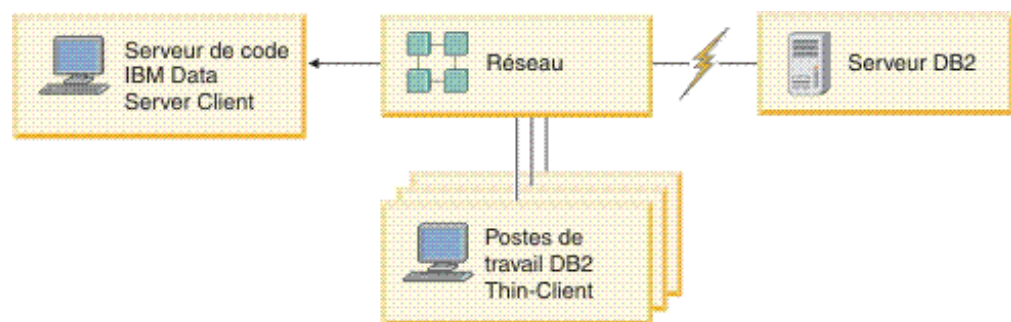 Serveur de code
IBM Data
Server Client
Réseau
Serveur DB2
Postes de
travail DB2
Thin-Client